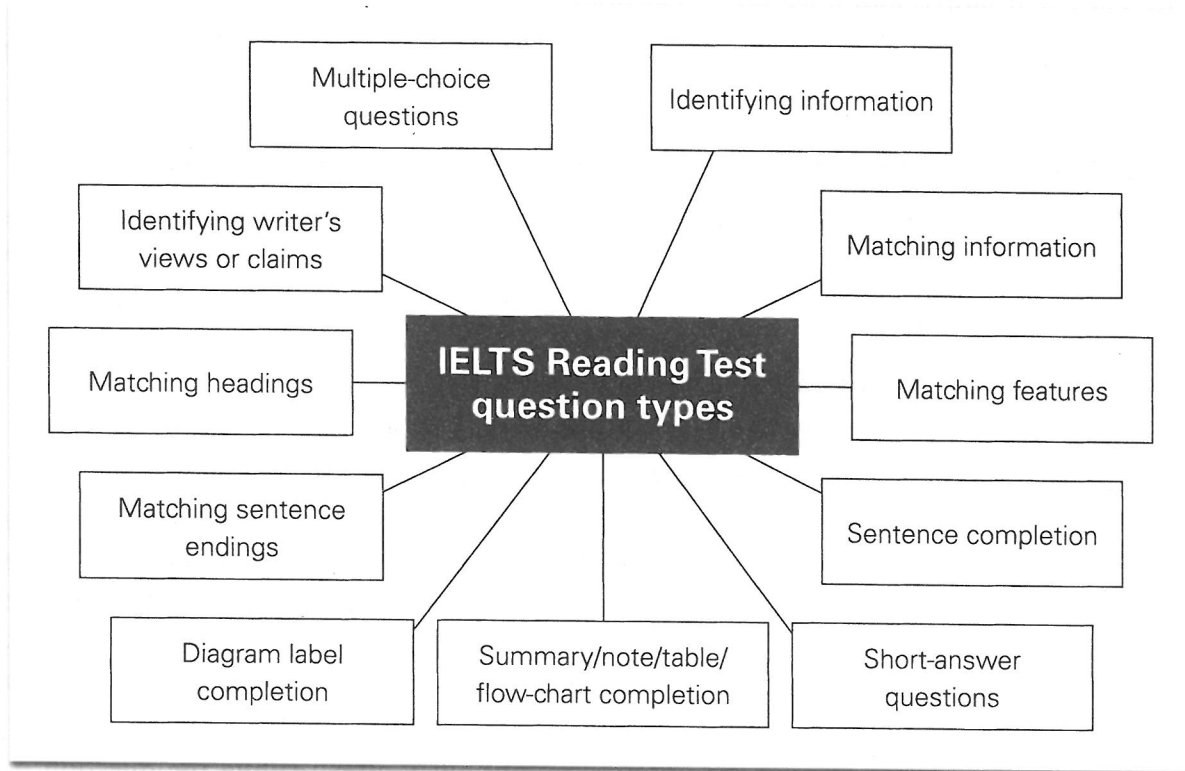 Multiple-choice
questions
Identifying information
Identifying writer's
views or claims
Matching information
IELTS Reading Test
question types
Matching headings
Matching features
Matching sentence
endings
Sentence completion
Diagram label
completion
Summary/note/table/
flow-chart completion
Short-answer
questions